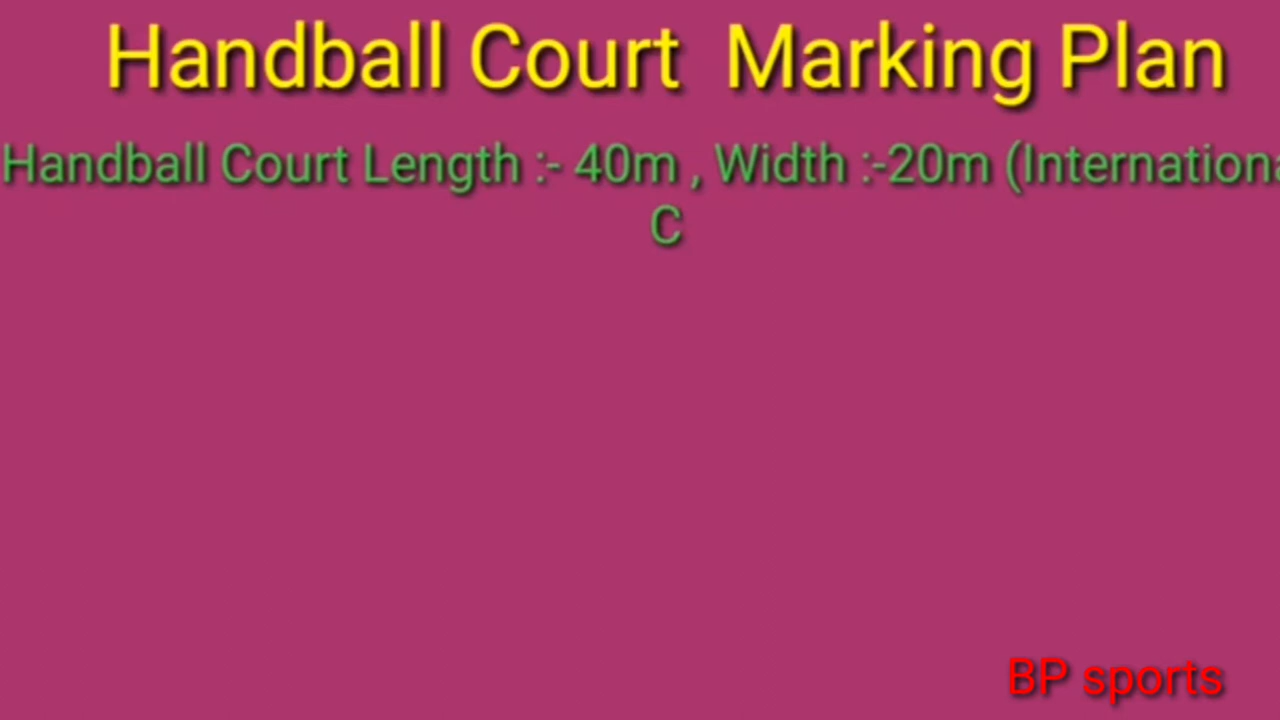 Handball Court Marking Plan
Handball Court Length :- 40m , Width :-20m (Internationa
C
BP sports